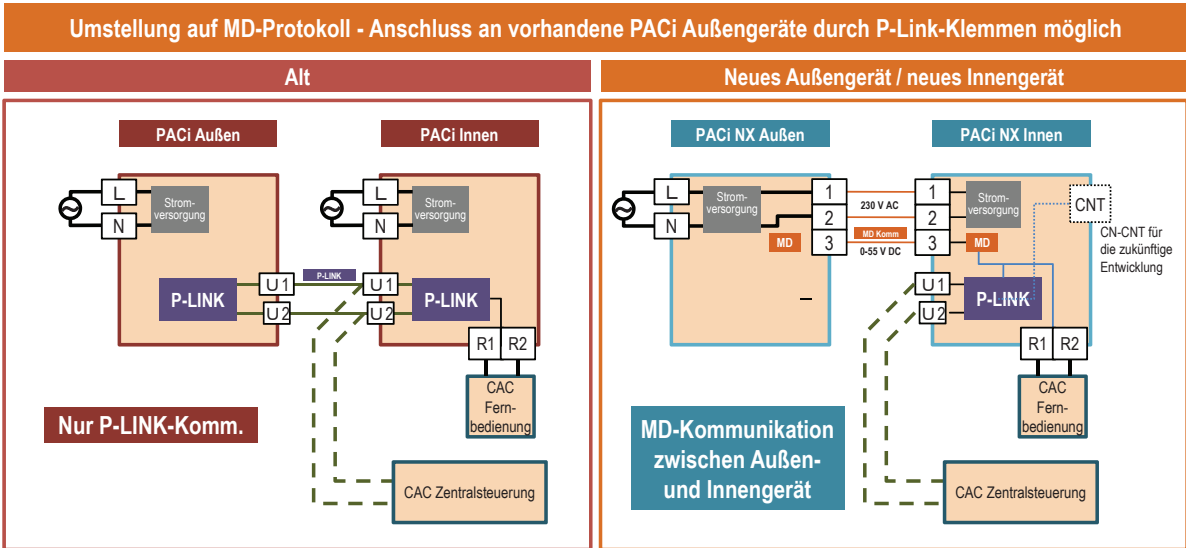 Umstellung auf MD-Protokoll - Anschluss an vorhandene PACi Außengeräte durch P-Link-Klemmen möglich
Alt
PACi Außen
PACi Innen
L
N
Strom-
versorgung
L
N
Strom-
versorgung
P-LINK
U1
U2
P-LINK
U1
U2
P-LINK
R1
R2
CAC
Fern-
bedienung
Nur P-LINK-Komm.
CAC Zentralsteuerung
Neues Außengerät / neues Innengerät
PACi NX Außen
PACi NX Innen
L
N
Strom-
versorgung
MD
1
2
3
230 V AC
MD Komm
0-55 V DC
1
2
3
Strom-
versorgung
MD
CNT
CN-CNT für
die zukünftige
Entwicklung
–
U1
U2
P-LINK
R1
R2
CAC
Fern-
bedienung
MD-Kommunikation
zwischen Außen-
und Innengerät
CAC Zentralsteuerung